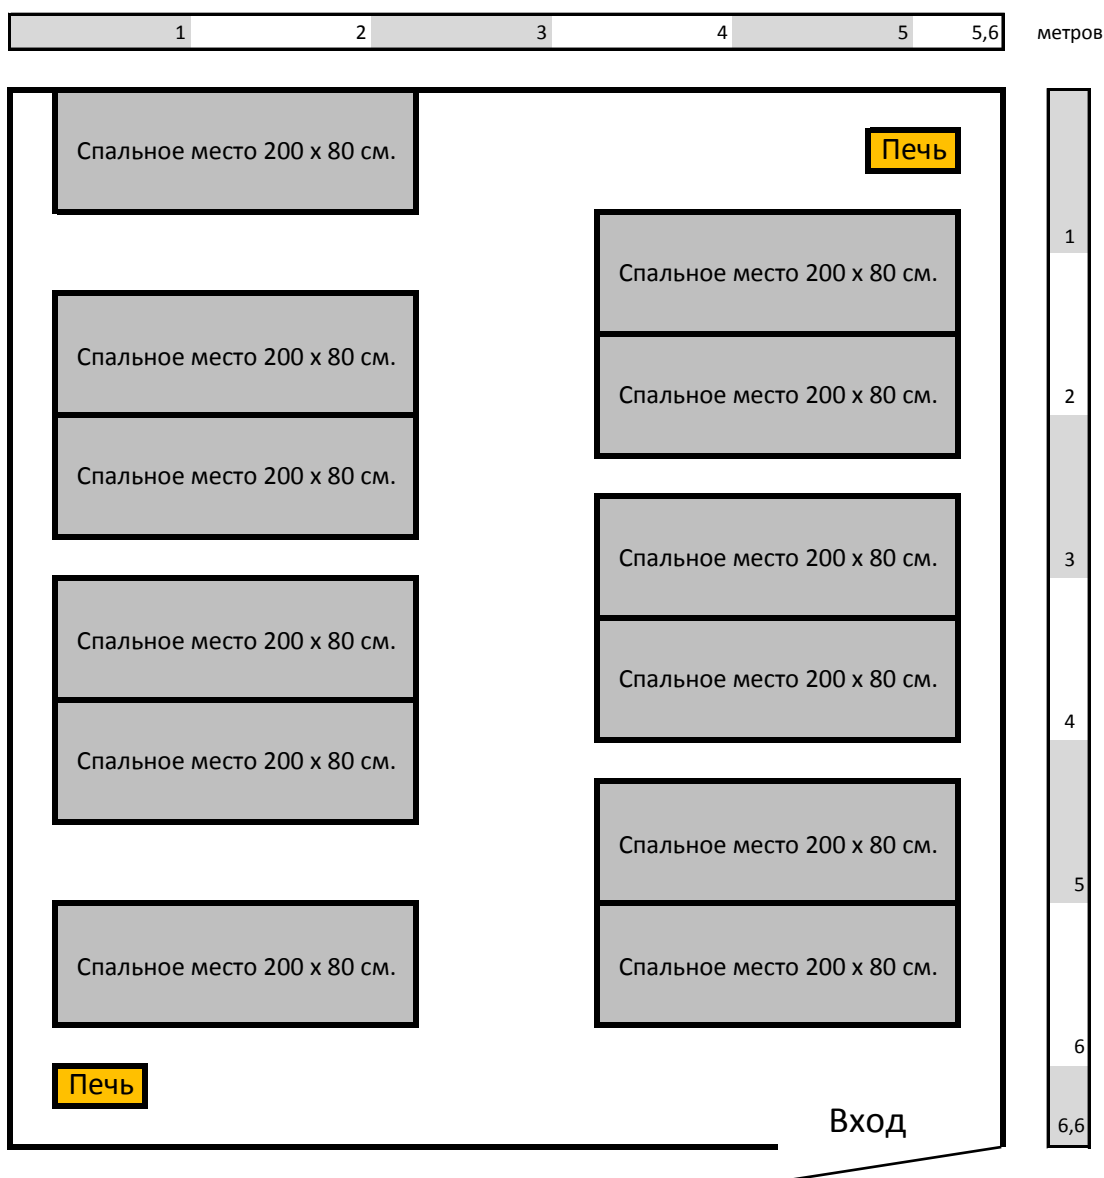 1 2 3 4 5 5,6 метров
Спальное место 200 х 80 см.
Печь
1
Спальное место 200 х 80 см.
Спальное место 200 х 80 см.
Спальное место 200 х 80 см.
2
Спальное место 200 х 80 см.
Спальное место 200 х 80 см.
3
Спальное место 200 х 80 см.
Спальное место 200 х 80 см.
4
Спальное место 200 х 80 см.
Спальное место 200 х 80 см.
5
Спальное место 200 х 80 см.
Спальное место 200 х 80 см.
6
Печь
Вход
6,6